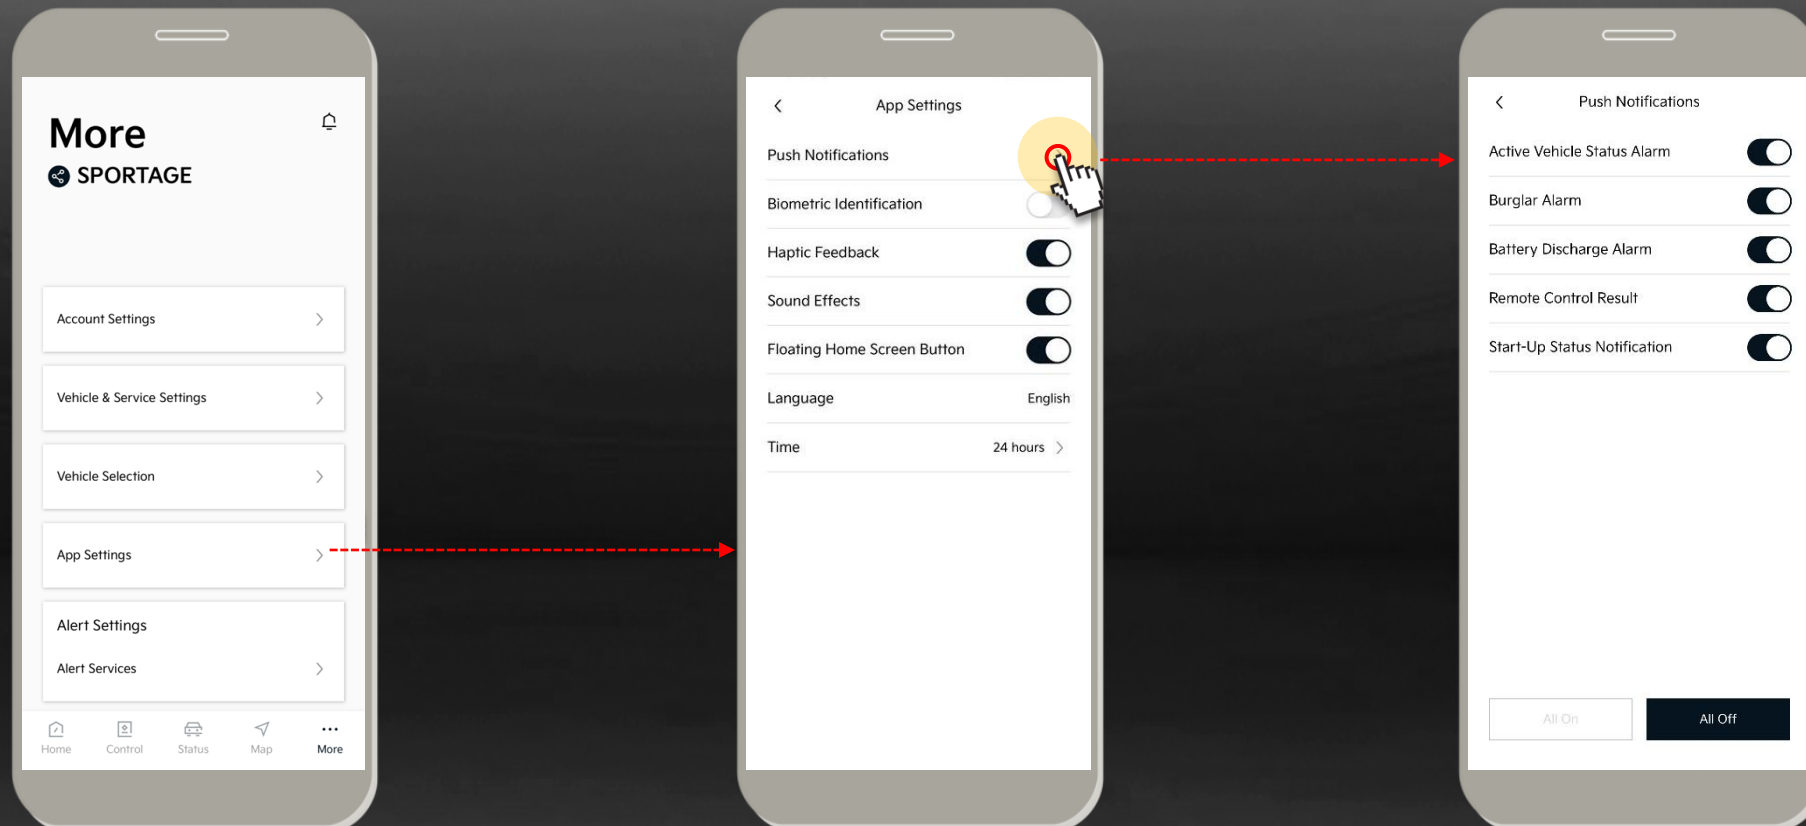 More
SPORTAGE
Account Settings
Vehicle & Service Settings
Vehicle Selection
App Settings
Alert Settings
Alert Services
Home Control Status Map More
App Settings
Push Notifications
Biometric Identification
Haptic Feedback
Sound Effects
Floating Home Screen Button
Language English
Time 24 hours
Push Notifications
Active Vehicle Status Alarm
Burglar Alarm
Battery Discharge Alarm
Remote Control Result
Start-Up Status Notification
All On All Off